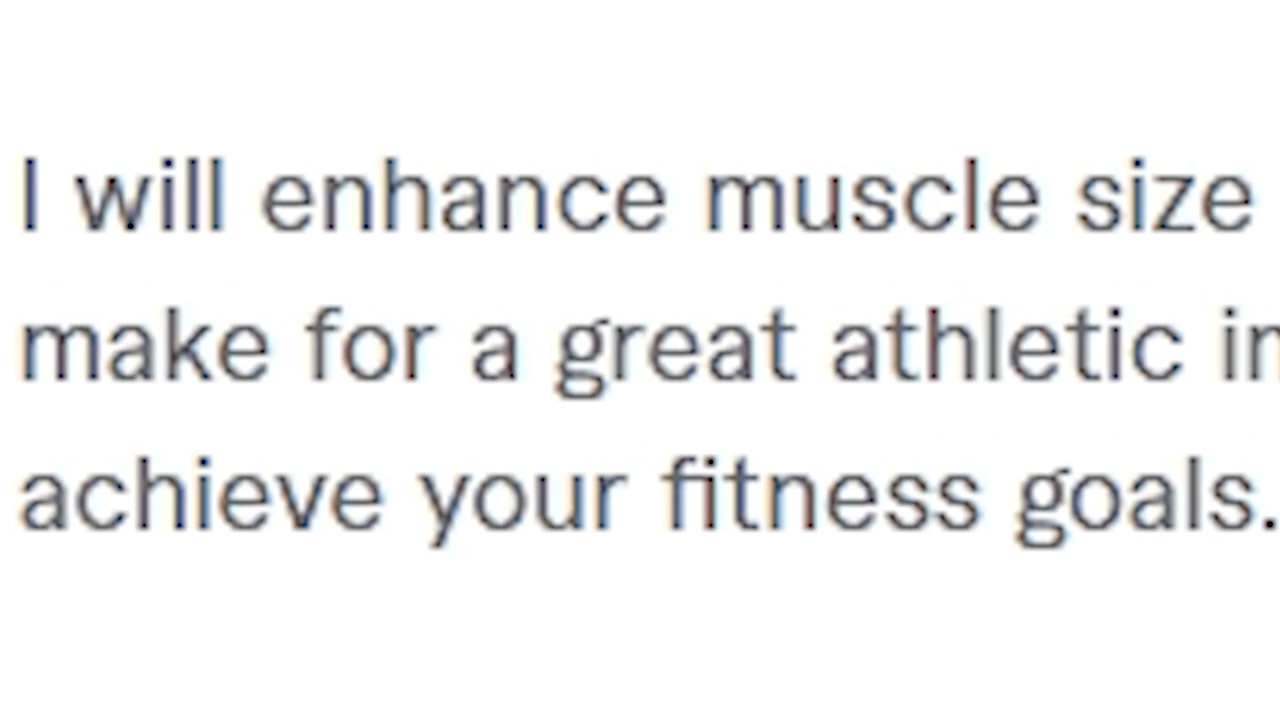 I will enhance muscle size
make for a great athletic
achieve your fitness goals.